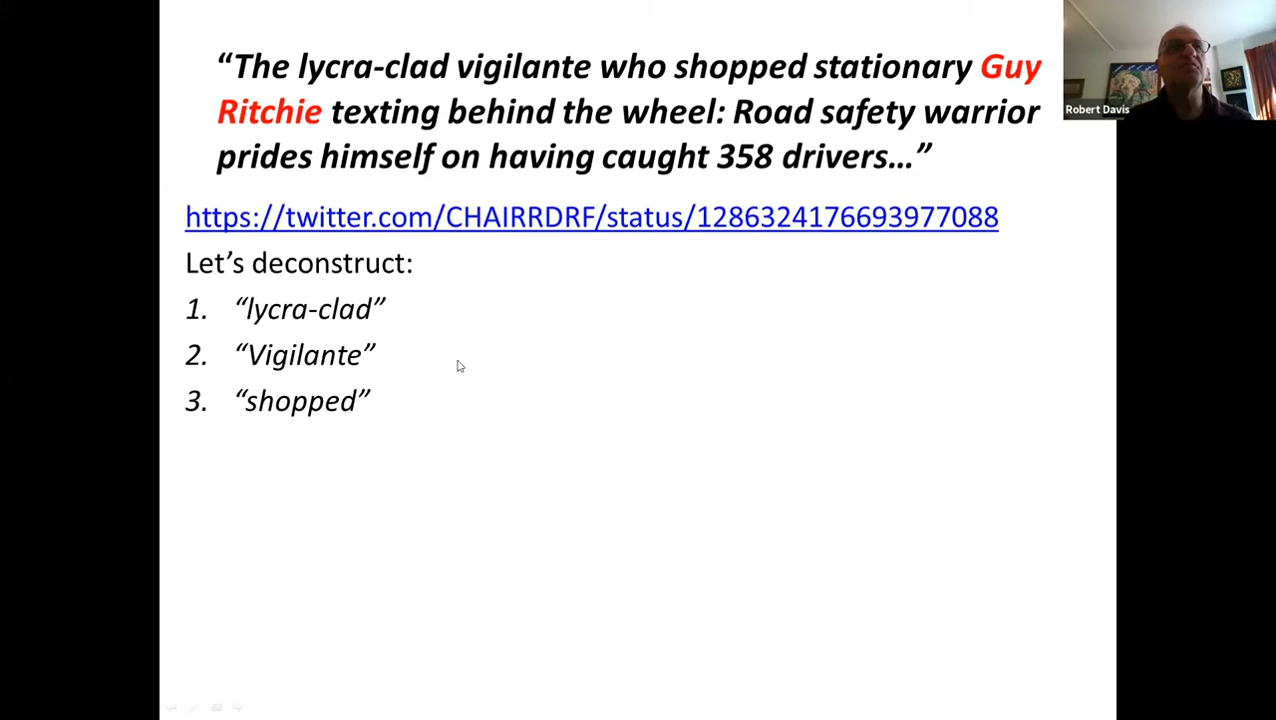 “The lycra-clad vigilante who shopped stationary Guy
Ritchie texting behind the wheel: Road safety warrior
prides himself on having caught 358 drivers…”
Robert Davis
https://twitter.com/CHAIRRDRF/status/1286324176693977088
Let’s deconstruct:
1. “lycra-clad”
2. “Vigilante”
3. “shopped”